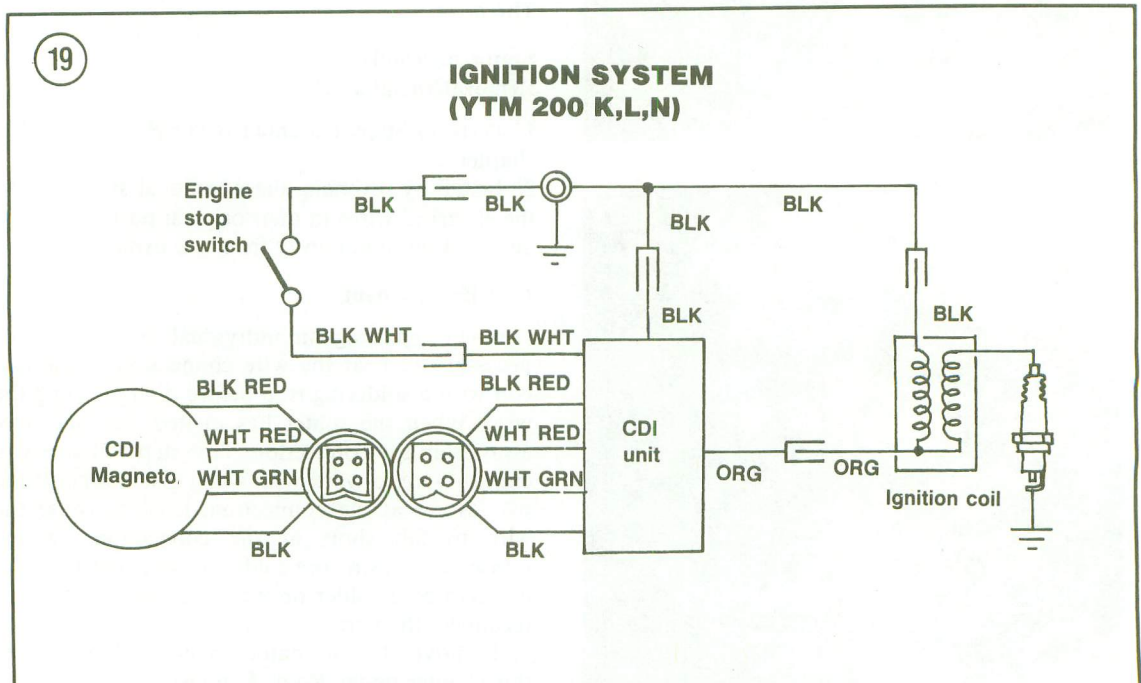 19
IGNITION SYSTEM
(YTM 200 K,L,N)
Engine
stop
switch
BLK
BLK
BLK
BLK
BLK
BLK
BLK WHT
BLK WHT
BLK RED
BLK RED
WHT RED
WHT RED
WHT GRN
WHT GRN
BLK
BLK
CDI
Magneto
CDI
unit
ORG
ORG
Ignition coil